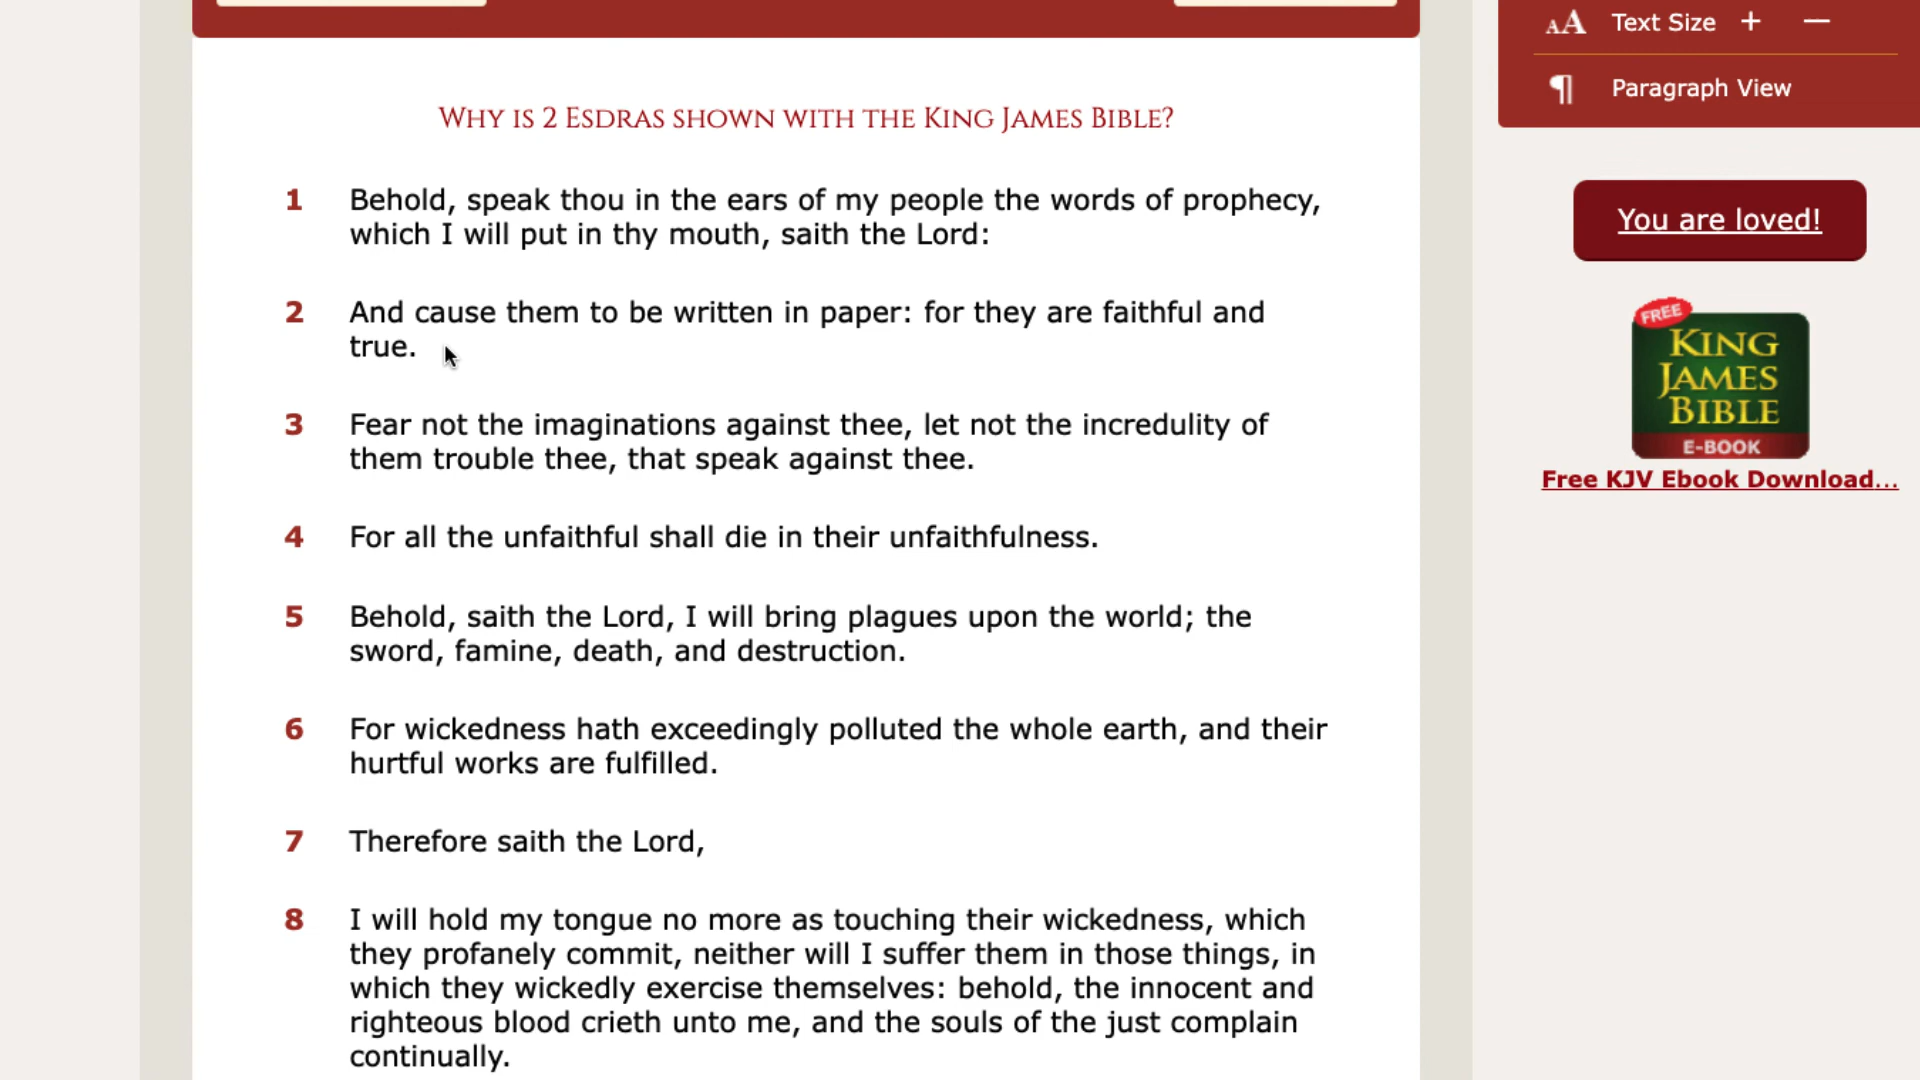 Why is 2 Esdras shown with the King James Bible?
1 Behold, speak thou in the ears of my people the words of prophecy,
which I will put in thy mouth, saith the Lord:
2 And cause them to be written in paper: for they are faithful and
true.
3 Fear not the imaginations against thee, let not the incredulity of
them trouble thee, that speak against thee.
4 For all the unfaithful shall die in their unfaithfulness.
5 Behold, saith the Lord, I will bring plagues upon the world; the
sword, famine, death, and destruction.
6 For wickedness hath exceedingly polluted the whole earth, and their
hurtful works are fulfilled.
7 Therefore saith the Lord,
8 I will hold my tongue no more as touching their wickedness, which
they profanely commit, neither will I suffer them in those things, in
which they wickedly exercise themselves: behold, the innocent and
righteous blood crieth unto me, and the souls of the just complain
continually.
AA Text Size + —
¶ Paragraph View
You are loved!
FREE
KING
JAMES
BIBLE
E-BOOK
Free KJV Ebook Download...